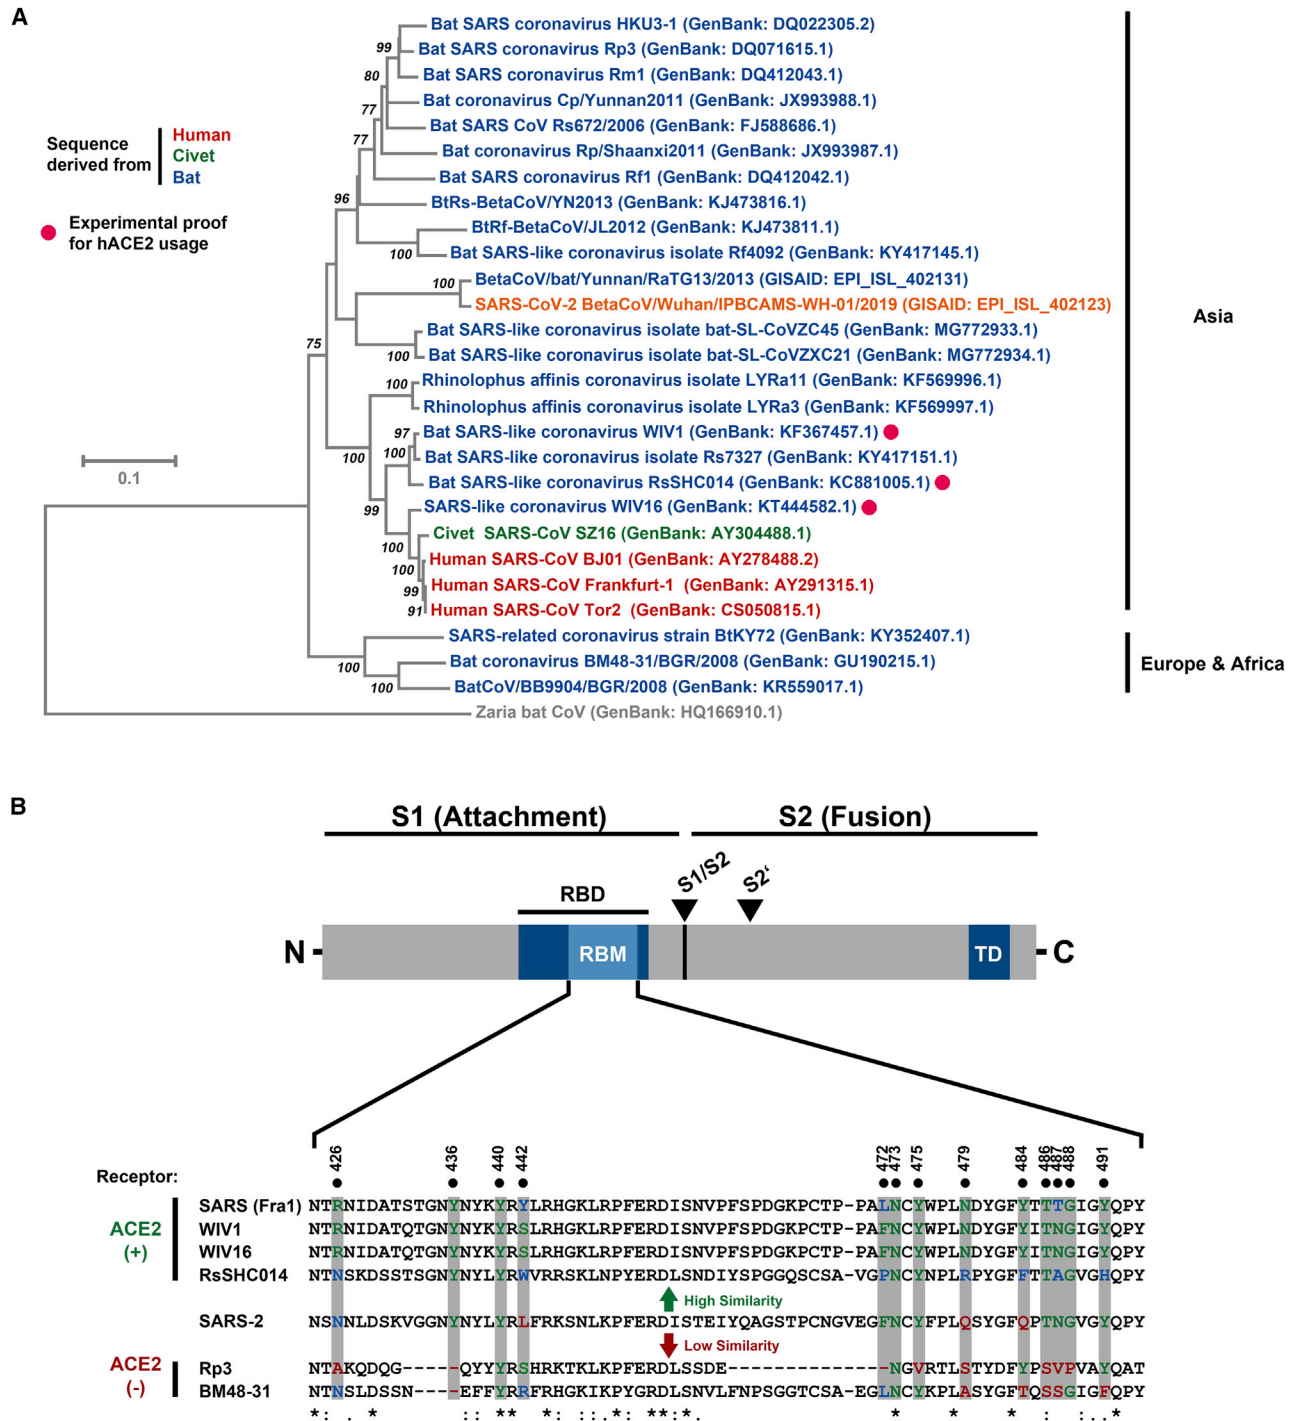 A
Bat SARS coronavirus HKU3-1 (GenBank: DQ022305.2)
Bat SARS coronavirus Rp3 (GenBank: DQ071615.1)
99
Bat SARS coronavirus Rm1 (GenBank: DQ412043.1)
80
Bat coronavirus Cp/Yunnan2011 (GenBank: JX993988.1)
77
Bat SARS CoV Rs672/2006 (GenBank: FJ588686.1)
77
Bat coronavirus Rp/Shaanxi2011 (GenBank: JX993987.1)
Bat SARS coronavirus Rf1 (GenBank: DQ412042.1)
96
BtRs-BetaCoV/YN2013 (GenBank: KJ473816.1)
BtRf-BetaCoV/JL2012 (GenBank: KJ473811.1)
100
Bat SARS-like coronavirus isolate Rf4092 (GenBank: KY417145.1)
100
BetaCoV/bat/Yunnan/RaTG13/2013 (GISAID: EPI_ISL_402131)
SARS-CoV-2 BetaCoV/Wuhan/IPBCAMS-WH-01/2019 (GISAID: EPI_ISL_402123)
Bat SARS-like coronavirus isolate bat-SL-CoVZC45 (GenBank: MG772933.1)
75
100
Bat SARS-like coronavirus isolate bat-SL-CoVZXC21 (GenBank: MG772934.1)
100
Rhinolophus affinis coronavirus isolate LYRa11 (GenBank: KF569996.1)
Rhinolophus affinis coronavirus isolate LYRa3 (GenBank: KF569997.1)
97
Bat SARS-like coronavirus WIV1 (GenBank: KF367457.1)
100
100
Bat SARS-like coronavirus isolate Rs7327 (GenBank: KY417151.1)
Bat SARS-like coronavirus RsSHC014 (GenBank: KC881005.1)
99
SARS-like coronavirus WIV16 (GenBank: KT444582.1)
Civet SARS-CoV SZ16 (GenBank: AY304488.1)
100
Human SARS-CoV BJ01 (GenBank: AY278488.2)
100
Human SARS-CoV Frankfurt-1 (GenBank: AY291315.1)
99
Human SARS-CoV Tor2 (GenBank: CS050815.1)
91
SARS-related coronavirus strain BtKY72 (GenBank: KY352407.1)
100
Bat coronavirus BM48-31/BGR/2008 (GenBank: GU190215.1)
100
BatCoV/BB9904/BGR/2008 (GenBank: KR559017.1)
Zaria bat CoV (GenBank: HQ166910.1)
Sequence derived from
Human
Civet
Bat
Experimental proof
for hACE2 usage
0.1
Asia
Europe & Africa
B
S1 (Attachment)
S2 (Fusion)
S1/S2
S2‘
RBD
N
RBM
TD
C
426 436 440 442 472 473 475 479 484 486 487 488 491
Receptor:
ACE2
(+)
SARS (Fra1) NTRNIDATSTGNYNYKYRYLRHGKLRPFERDISNVPFSPDGKPCTP-PALNCYWPLNDYGFYTTTGIGYQPY
WIV1 NTRNIDATQTGNYNYKYRSLRHGKLRPFERDISNVPFSPDGKPCTP-PAFNCYWPLNDYGFYITNGIGYQPY
WIV16 NTRNIDATQTGNYNYKYRSLRHGKLRPFERDISNVPFSPDGKPCTP-PAFNCYWPLNDYGFYITNGIGYQPY
RsSHC014 NTNSKDSSTSGNYNYLYRWVRRSKLNPYERDLSNDIYSPGGQSCSA-VGPNCYNPLRPYGFFTTAGVGHQPY
High Similarity
SARS-2 NSNNLDSKVGGNYNYLYRLFRKSNLKPFERDISTEIYQAGSTPCNGVEGFNCYFPLQSYGFQPTNGVGYQPY
Low Similarity
ACE2
(-)
Rp3 NTAKQDQG-----QYYYRSHRKTKLKPFERDLSSDE-------------NGVRTLSTYDFYPSVPVAYQAT
BM48-31 NTNSLDSSN----EFFYRRFRHGKIKPYGRDLSNVLFNPSGGTCSA-EGLNCYKPLASYGFTQSSGIGFQPY
*: . * :: ** *: ::.*: **:*. * * * : :..*